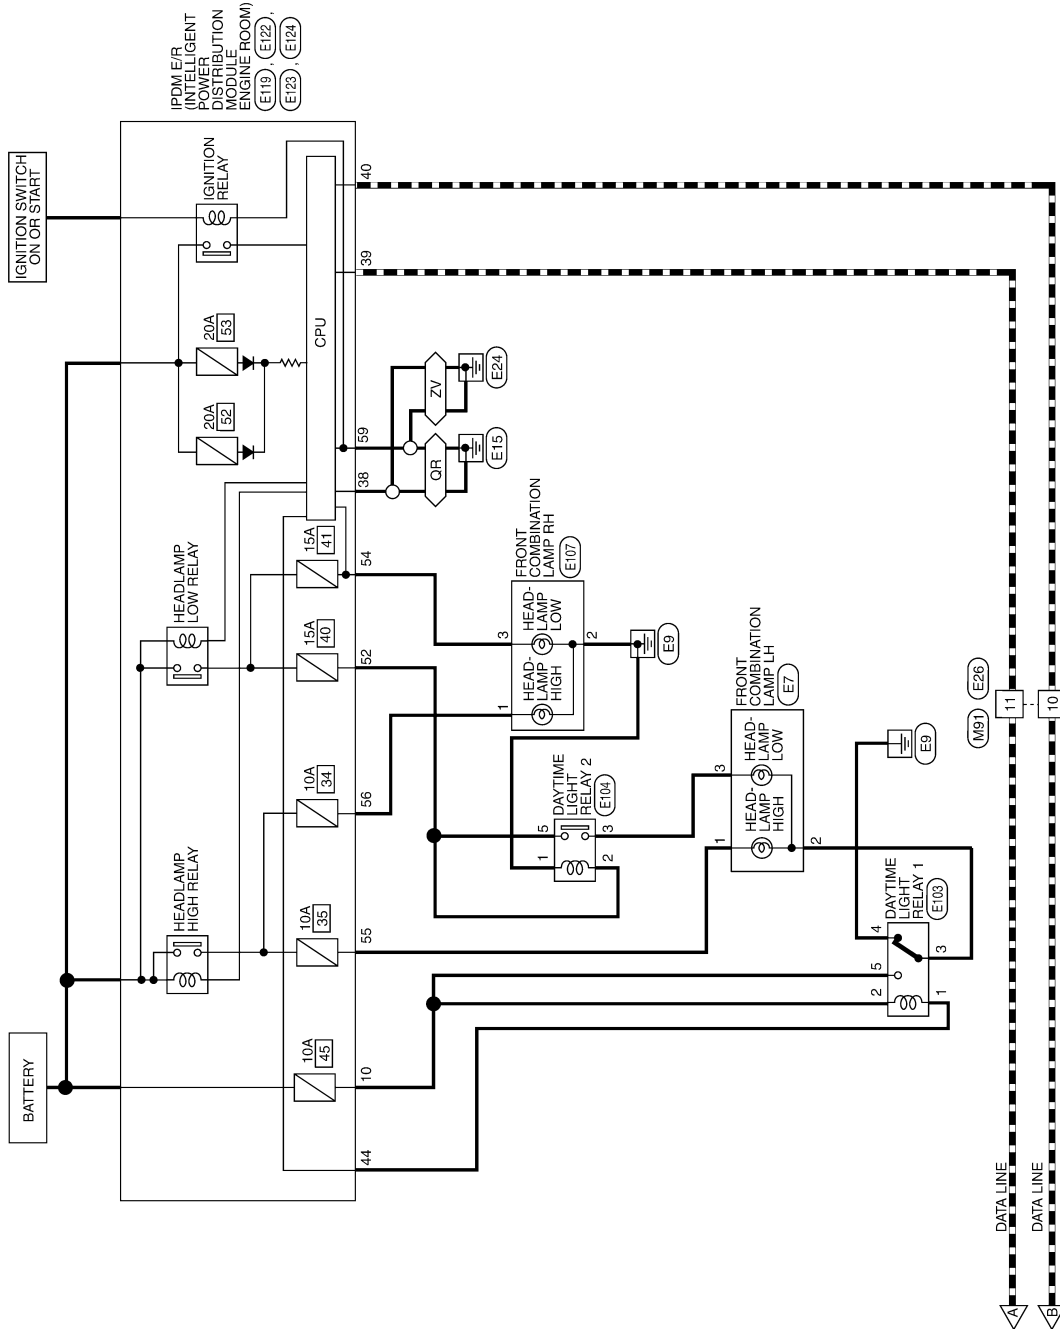 IGNITION SWITCH
ON OR START
BATTERY
IPDM E/R
(INTELLIGENT
POWER
DISTRIBUTION
MODULE
ENGINE ROOM)
E119 , E122 ,
E123 , E124
IGNITION
RELAY
20A
53
20A
52
CPU
HEADLAMP
LOW RELAY
HEADLAMP
HIGH RELAY
15A
41
15A
40
10A
34
10A
35
10A
45
40
39
59
38
54
52
56
55
10
44
ZV
E24
QR
E15
FRONT
COMBINATION
LAMP RH
E107
HEAD-
LAMP
HIGH
HEAD-
LAMP
LOW
3
1
2
E9
DAYTIME
LIGHT
RELAY 2
E104
5
1
3
2
FRONT
COMBINATION
LAMP LH
E7
HEAD-
LAMP
HIGH
HEAD-
LAMP
LOW
3
1
2
E9
DAYTIME
LIGHT
RELAY 1
E103
4
5
2
3
1
M91
E26
11
10
DATA LINE
DATA LINE
A
B